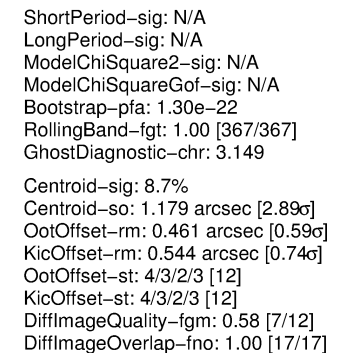 ShortPeriod−sig: N/A
LongPeriod−sig: N/A
ModelChiSquare2−sig: N/A
ModelChiSquareGof−sig: N/A
Bootstrap−pfa: 1.30e−22
RollingBand−fgt: 1.00 [367/367]
GhostDiagnostic−chr: 3.149
Centroid−sig: 8.7%
Centroid−so: 1.179 arcsec [2.89σ]
OotOffset−rm: 0.461 arcsec [0.59σ]
KicOffset−rm: 0.544 arcsec [0.74σ]
OotOffset−st: 4/3/2/3 [12]
KicOffset−st: 4/3/2/3 [12]
DiffImageQuality−fgm: 0.58 [7/12]
DiffImageOverlap−fno: 1.00 [17/17]